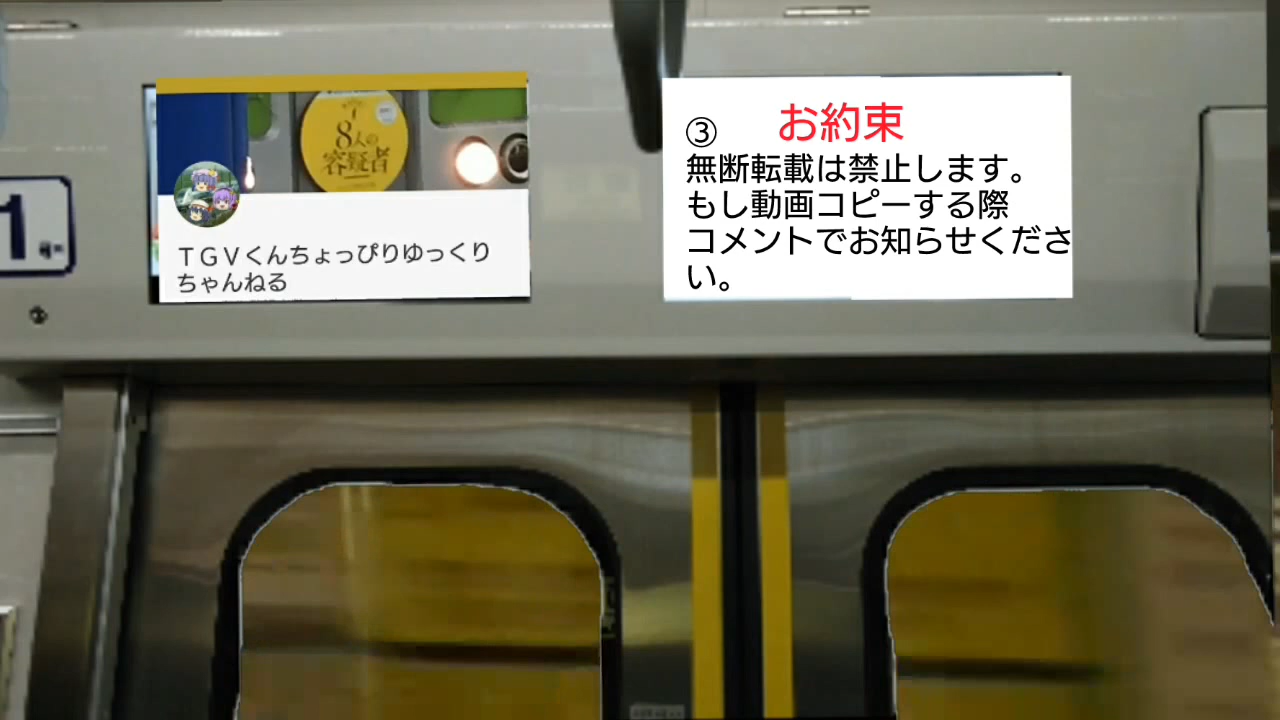 1
8人の
容疑者
TGVくんちょっぴりゆっくり
ちゃんねる
③ お約束
無断転載は禁止します。
もし動画コピーする際
コメントでお知らせくださ
い。